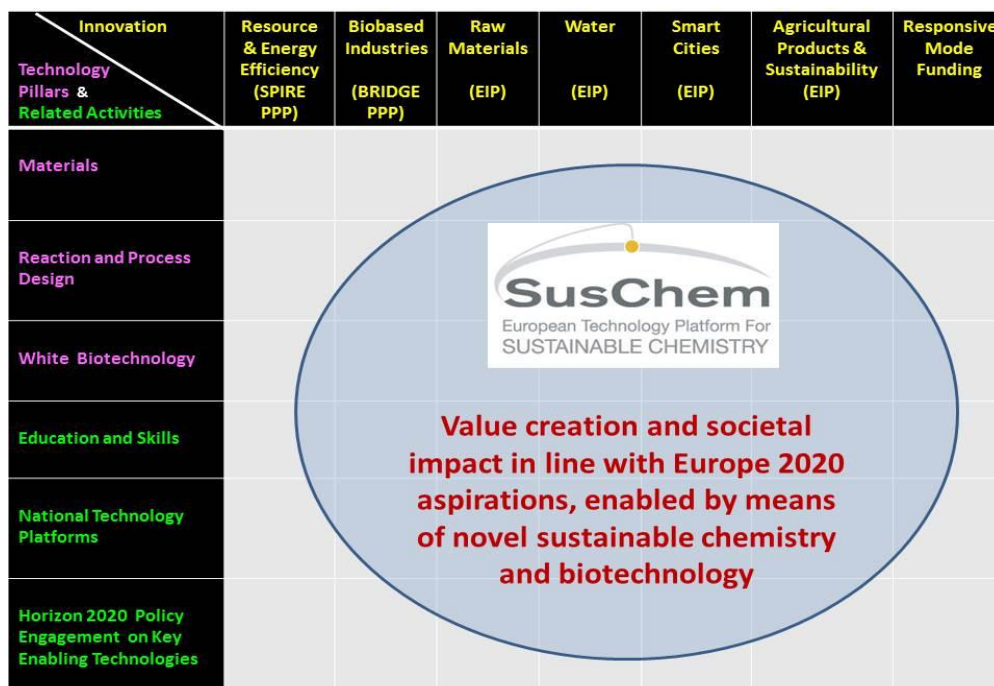 Innovation
Technology
Pillars &
Related Activities
Resource
& Energy
Efficiency
(SPIRE
PPP)
Biobased
Industries
(BRIDGE
PPP)
Raw
Materials
(EIP)
Water
(EIP)
Smart
Cities
(EIP)
Agricultural
Products &
Sustainability
(EIP)
Responsive
Mode
Funding
Materials
Reaction and Process
Design
White Biotechnology
Education and Skills
National Technology
Platforms
Horizon 2020 Policy
Engagement on Key
Enabling Technologies
SusChem
European Technology Platform For
SUSTAINABLE CHEMISTRY
Value creation and societal
impact in line with Europe 2020
aspirations, enabled by means
of novel sustainable chemistry
and biotechnology